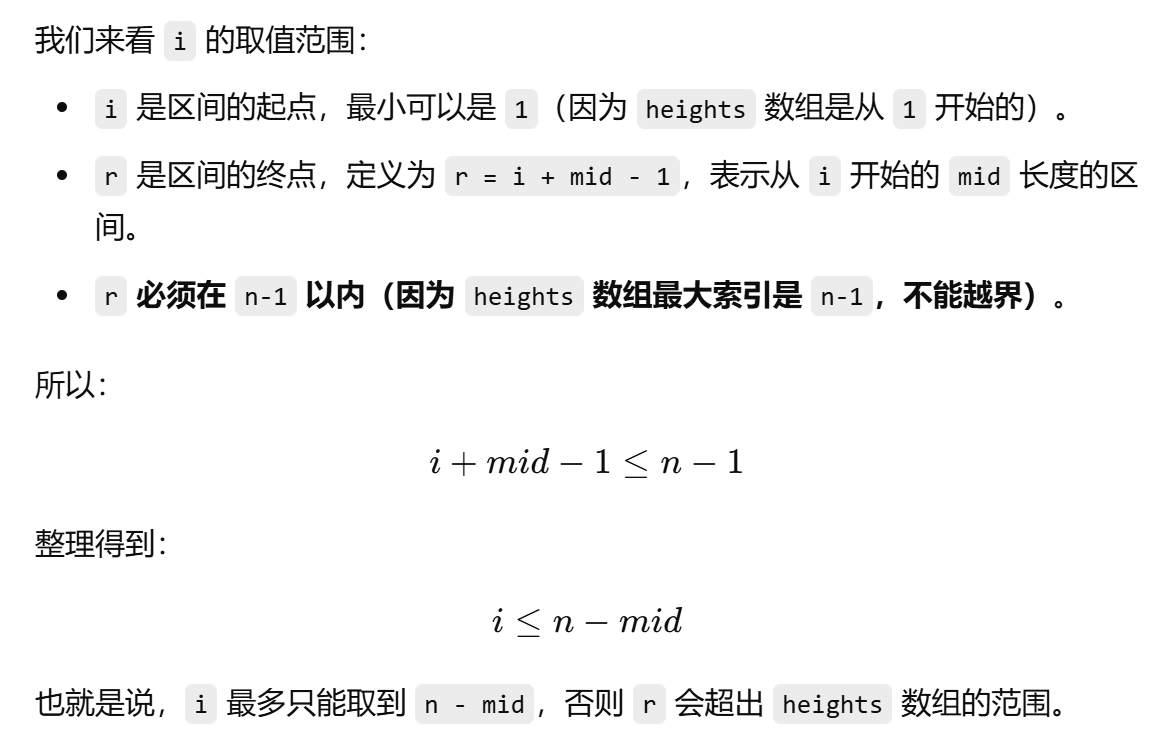 我们来看 i 的取值范围：
• i 是区间的起点，最小可以是 1（因为 heights 数组是从 1 开始的）。
• r 是区间的终点，定义为 r = i + mid - 1，表示从 i 开始的 mid 长度的区
间。
• r 必须在 n-1 以内（因为 heights 数组最大索引是 n-1，不能越界）。
所以：
i + mid − 1 ≤ n − 1
整理得到：
i ≤ n − mid
也就是说，i 最多只能取到 n - mid，否则 r 会超出 heights 数组的范围。